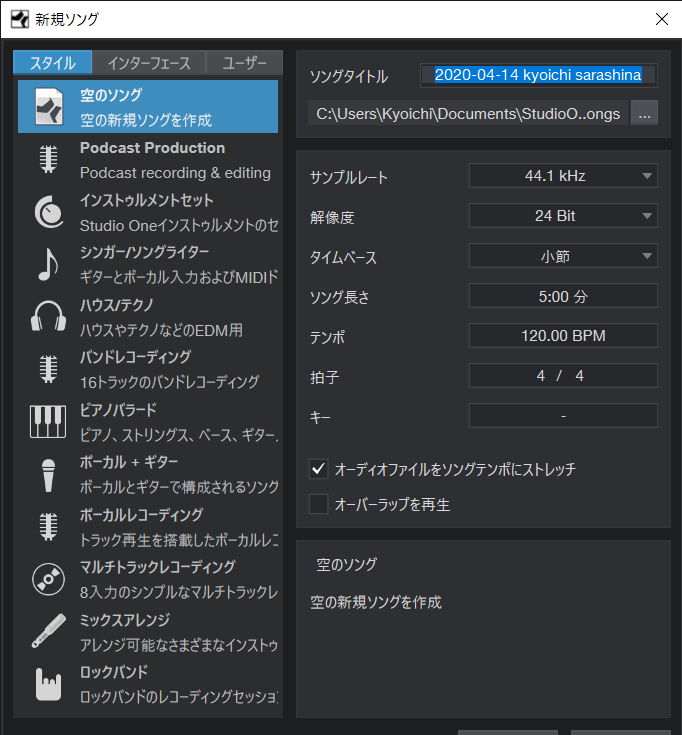 新規ソング
スタイル
インターフェース
ユーザー
空のソング
空の新規ソングを作成
Podcast Production
Podcast recording & editing
インストゥルメントセット
Studio Oneインストゥルメントのセ
シンガー/ソングライター
ギターとボーカル入力およびMIDIド
ハウス/テクノ
ハウスやテクノなどのEDM用
バンドレコーディング
16トラックのバンドレコーディング
ピアノバラード
ピアノ、ストリングス、ベース、ギター.
ボーカル + ギター
ボーカルとギターで構成されるソング
ボーカルレコーディング
トラック再生を搭載したボーカルレコ
マルチトラックレコーディング
8入力のシンプルなマルチトラックレ
ミックスアレンジ
アレンジ可能なさまざまなインストゥ
ロックバンド
ロックバンドのレコーディングセッション
ソングタイトル
2020-04-14 kyoichi sarashina
C:\Users\Kyoichi\Documents\StudioO..ongs
...
サンプルレート
44.1 kHz
解像度
24 Bit
タイムベース
小節
ソング長さ
5:00 分
テンポ
120.00 BPM
拍子
4 / 4
キー
-
オーディオファイルをソングテンポにストレッチ
オーバーラップを再生
空のソング
空の新規ソングを作成